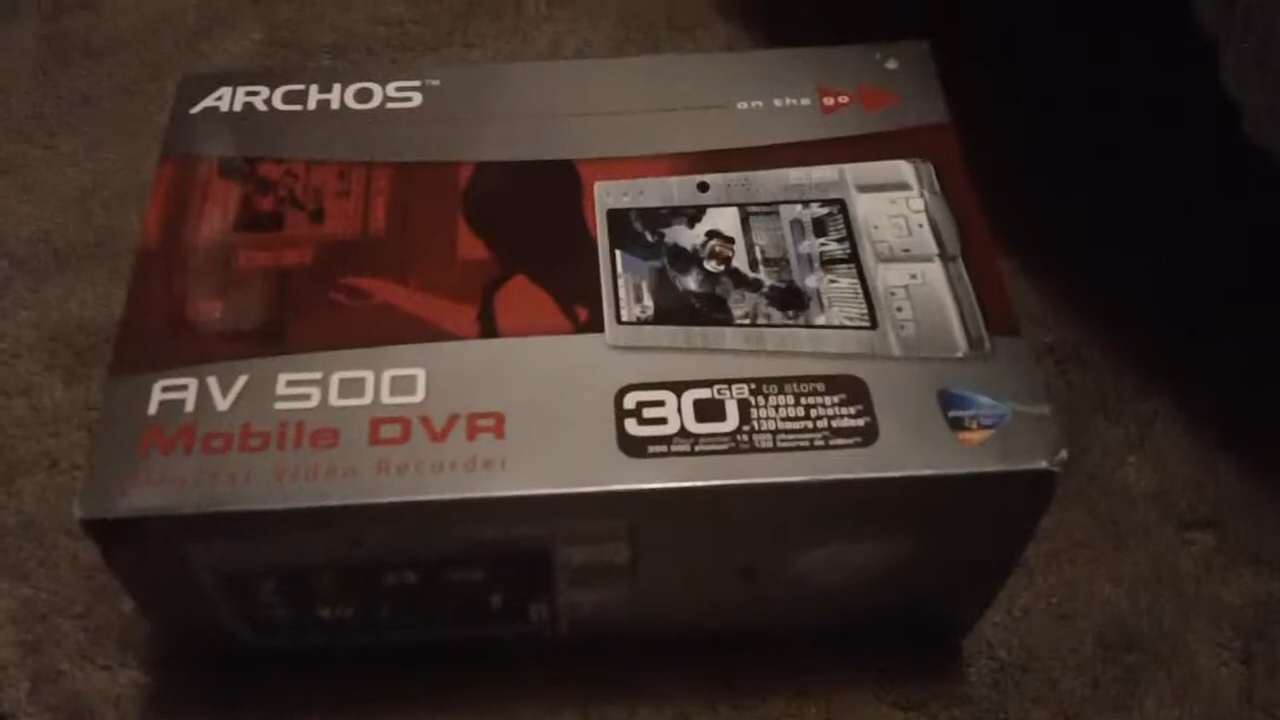 ARCHOS™
on the go
AV 500
Mobile DVR
Digital Video Recorder
30GB* to store
15,000 songs**
300,000 photos**
or 130 hours of video**